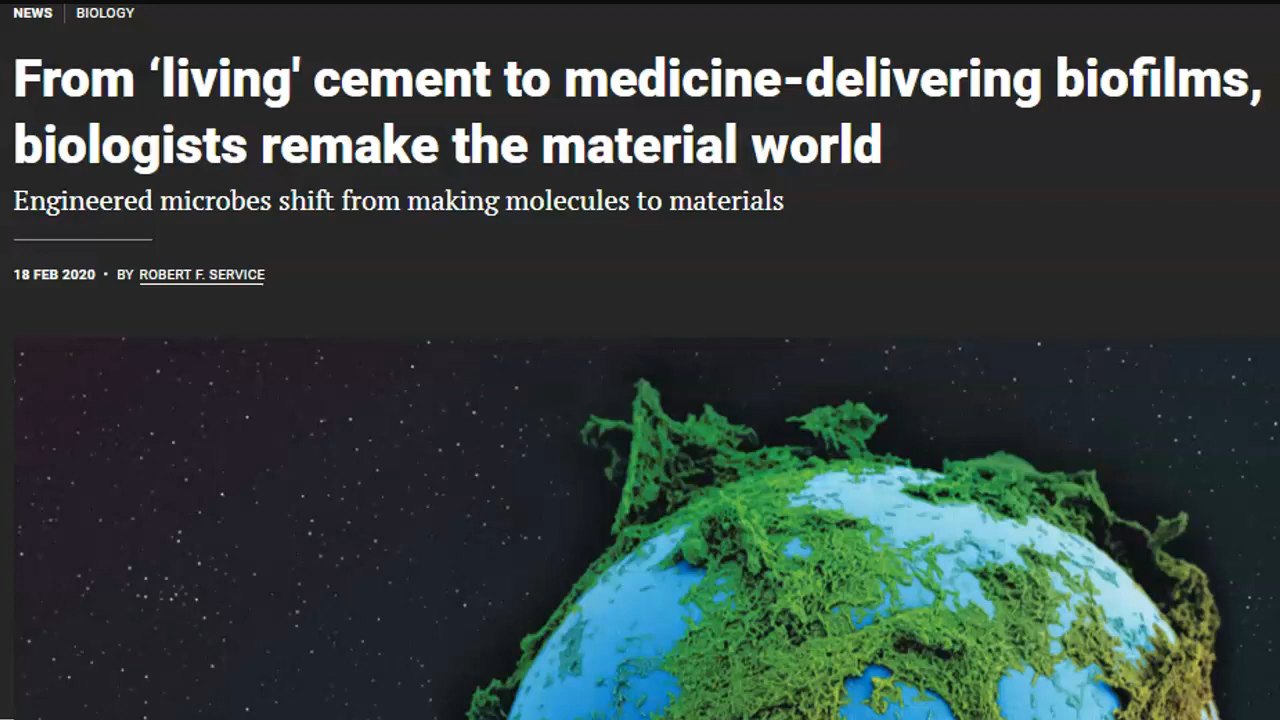 NEWS | BIOLOGY
From ‘living' cement to medicine-delivering biofilms,
biologists remake the material world
Engineered microbes shift from making molecules to materials
18 FEB 2020 • BY ROBERT F. SERVICE